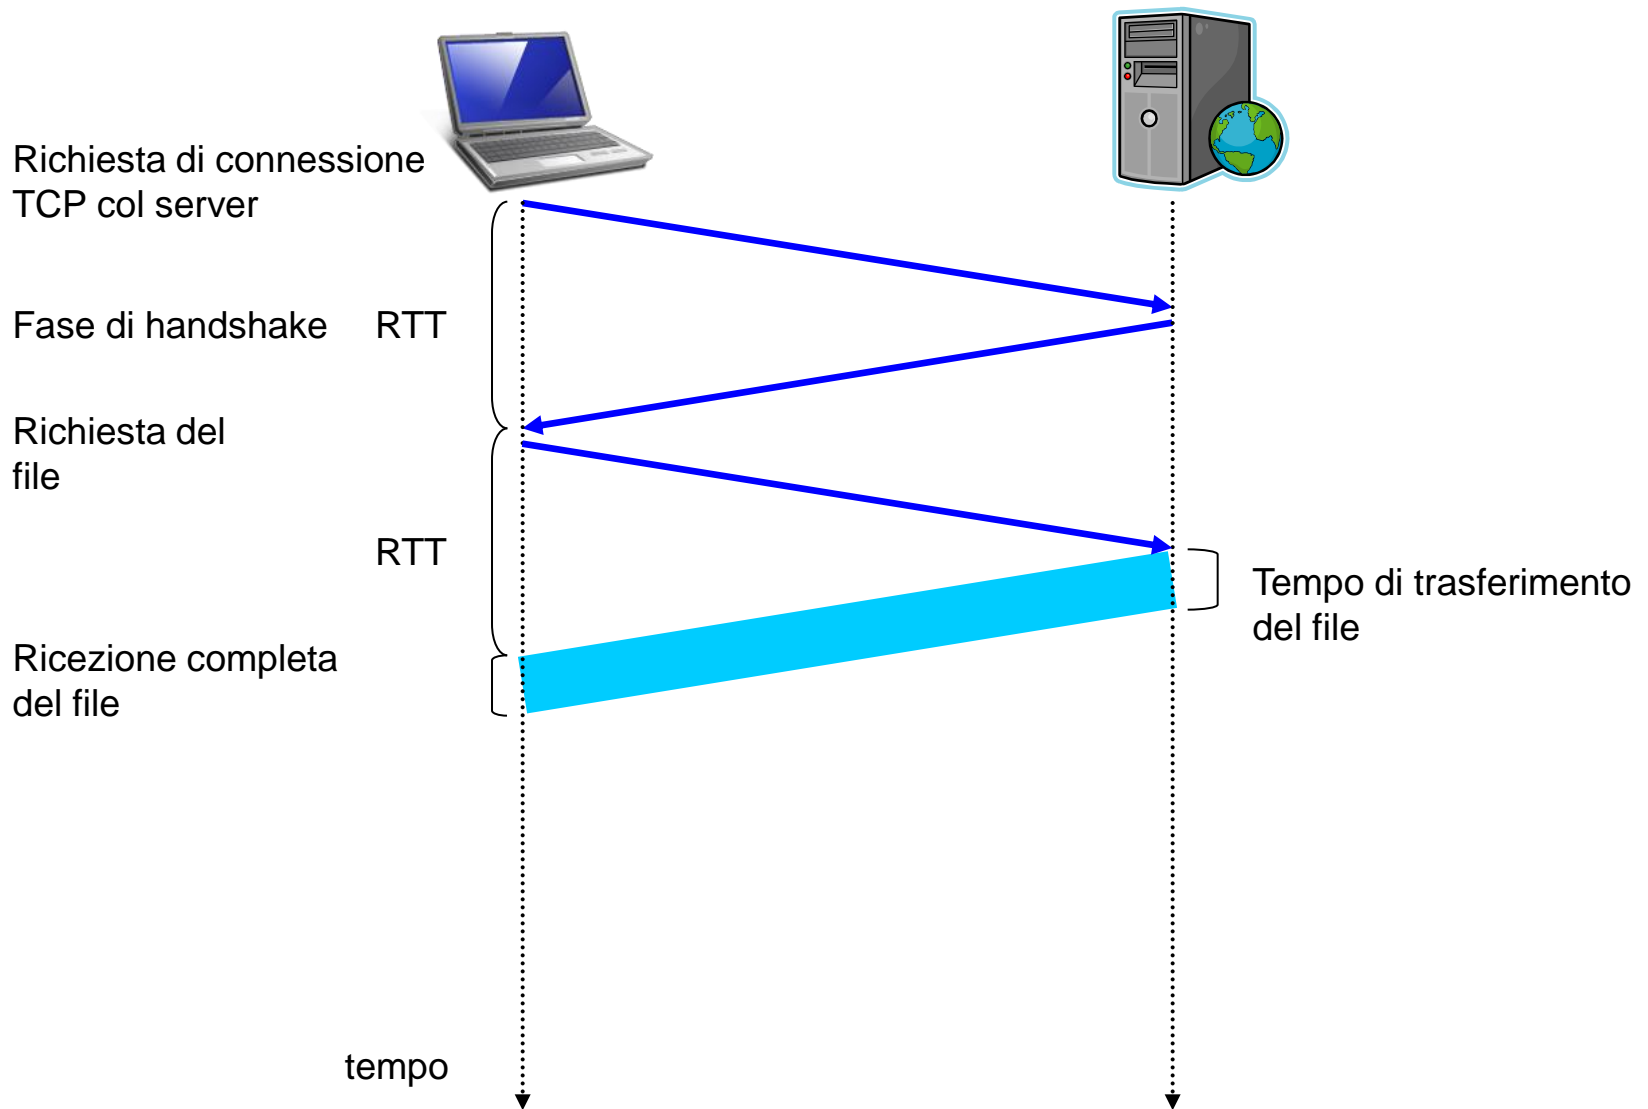 Richiesta di connessione
TCP col server
Fase di handshake
RTT
Richiesta del
file
RTT
Tempo di trasferimento
del file
Ricezione completa
del file
tempo